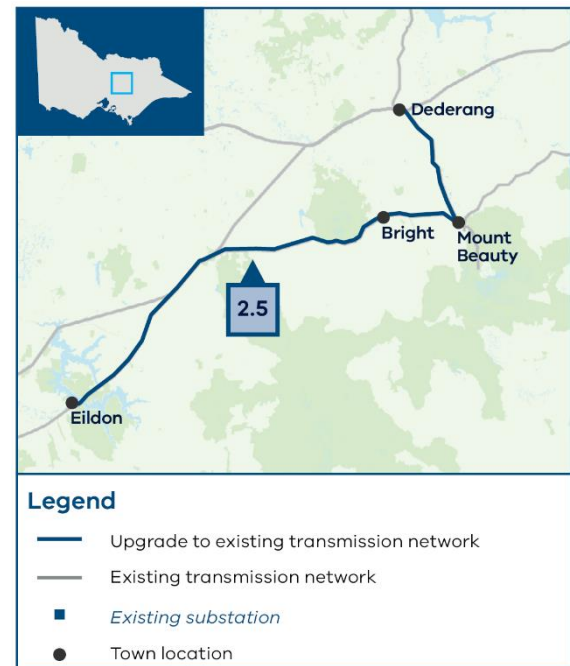 Dederang
Bright
Mount
Beauty
2.5
Eildon
Legend
Upgrade to existing transmission network
Existing transmission network
Existing substation
Town location